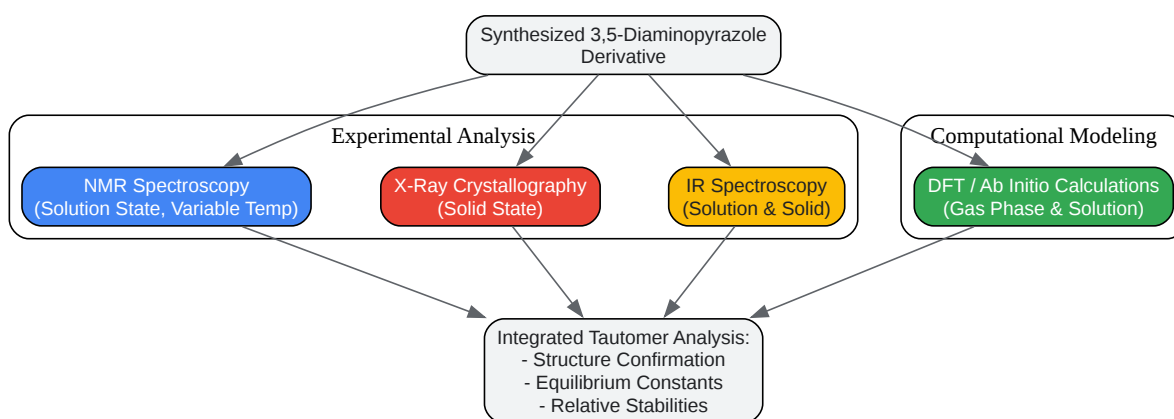 Synthesized 3,5-Diaminopyrazole
Derivative
Experimental Analysis
Computational Modeling
NMR Spectroscopy
(Solution State, Variable Temp)
X-Ray Crystallography
(Solid State)
IR Spectroscopy
(Solution & Solid)
DFT / Ab Initio Calculations
(Gas Phase & Solution)
Integrated Tautomer Analysis:
- Structure Confirmation
- Equilibrium Constants
- Relative Stabilities